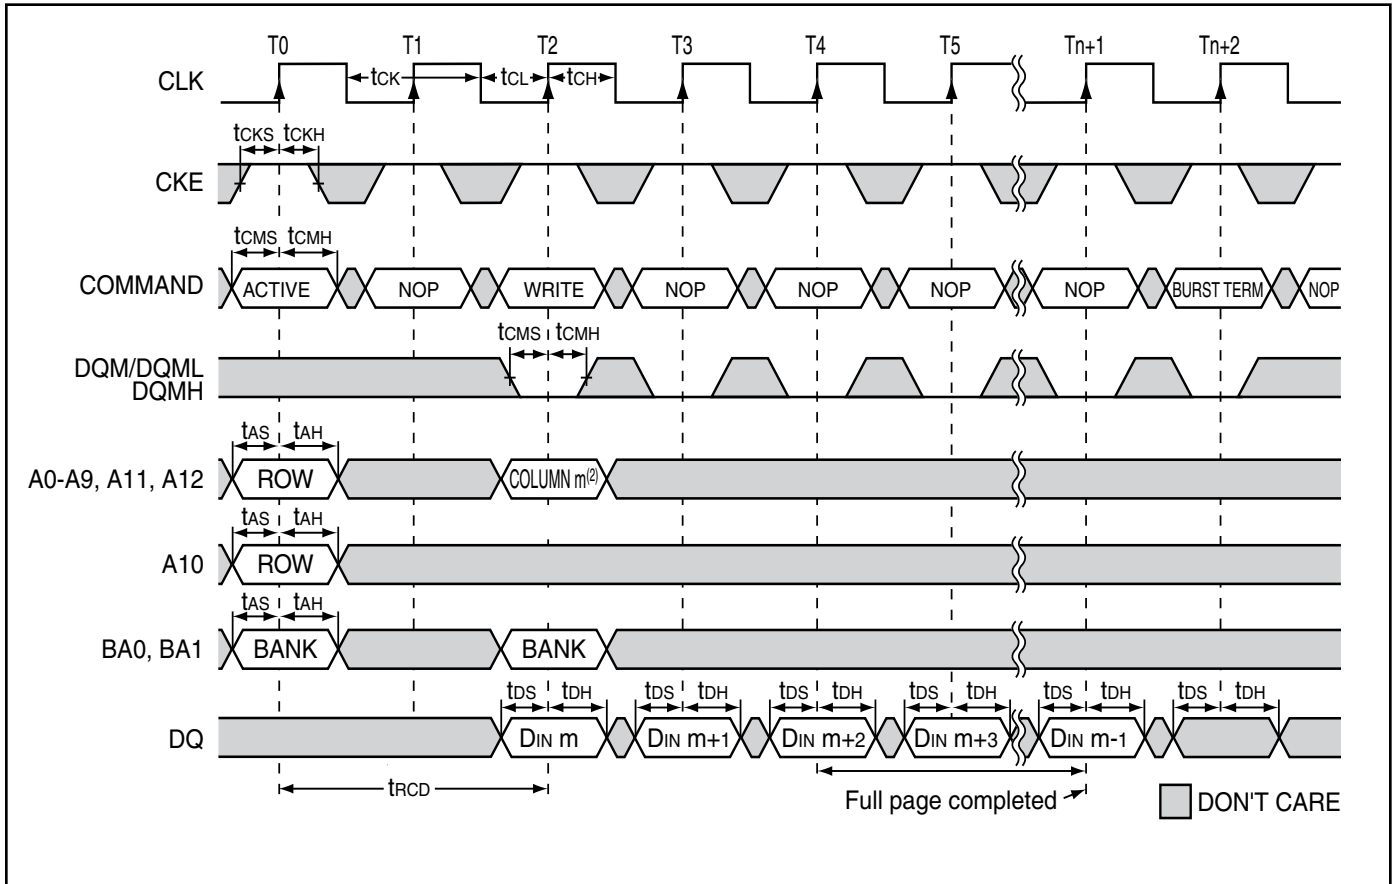 T0 T1 T2 T3 T4 T5 Tn+1 Tn+2
CLK
tCK tCL tCH
tCKS tCKH
CKE
tCMS tCMH
COMMAND ACTIVE NOP WRITE NOP NOP NOP NOP BURST TERM NOP
tCMS tCMH
DQM/DQML
DQMH
tAS tAH
A0-A9, A11, A12 ROW COLUMN m(2)
tAS tAH
A10 ROW
tAS tAH
BA0, BA1 BANK BANK
tDS tDH tDS tDH tDS tDH tDS tDH tDS tDH tDS tDH
DQ DIN m DIN m+1 DIN m+2 DIN m+3 DIN m-1
tRCD
Full page completed
DON'T CARE